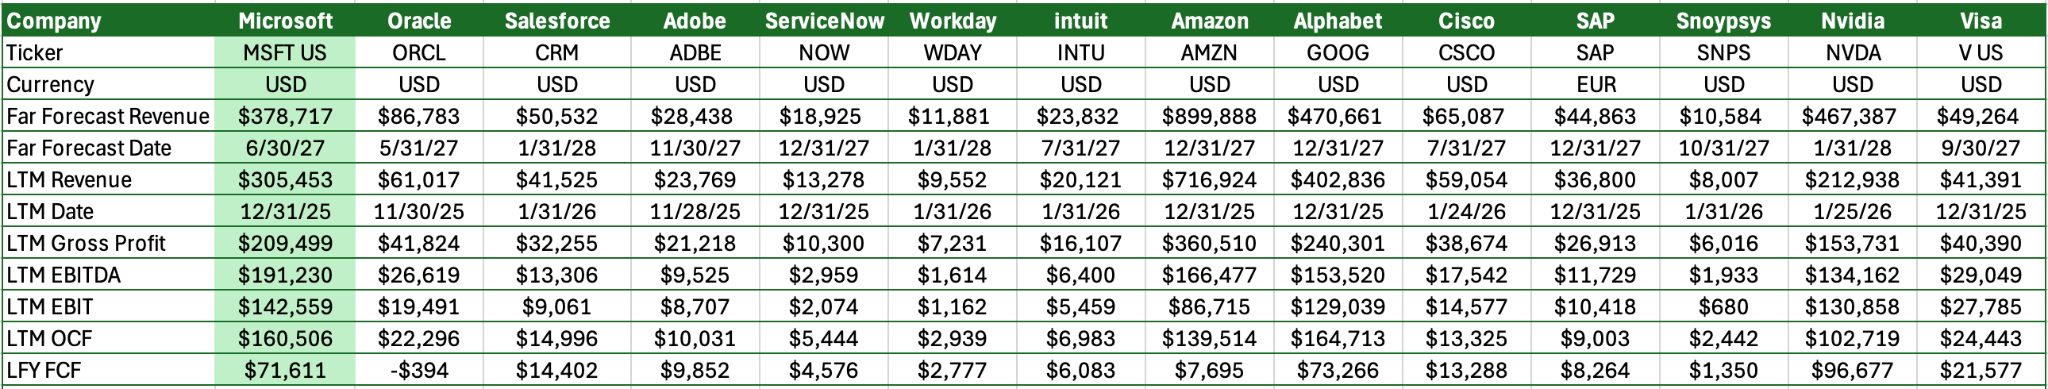 Company Microsoft Oracle Salesforce Adobe ServiceNow Workday intuit Amazon Alphabet Cisco SAP Snoypsys Nvidia Visa
Ticker MSFT US ORCL CRM ADBE NOW WDAY INTU AMZN GOOG CSCO SAP SNPS NVDA V US
Currency USD USD USD USD USD USD USD USD USD USD EUR USD USD USD
Far Forecast Revenue $378,717 $86,783 $50,532 $28,438 $18,925 $11,881 $23,832 $899,888 $470,661 $65,087 $44,863 $10,584 $467,387 $49,264
Far Forecast Date 6/30/27 5/31/27 1/31/28 11/30/27 12/31/27 1/31/28 7/31/27 12/31/27 12/31/27 7/31/27 12/31/27 10/31/27 1/31/28 9/30/27
LTM Revenue $305,453 $61,017 $41,525 $23,769 $13,278 $9,552 $20,121 $716,924 $402,836 $59,054 $36,800 $8,007 $212,938 $41,391
LTM Date 12/31/25 11/30/25 1/31/26 11/28/25 12/31/25 1/31/26 1/31/26 12/31/25 12/31/25 1/24/26 12/31/25 1/31/26 1/25/26 12/31/25
LTM Gross Profit $209,499 $41,824 $32,255 $21,218 $10,300 $7,231 $16,107 $360,510 $240,301 $38,674 $26,913 $6,016 $153,731 $40,390
LTM EBITDA $191,230 $26,619 $13,306 $9,525 $2,959 $1,614 $6,400 $166,477 $153,520 $17,542 $11,729 $1,933 $134,162 $29,049
LTM EBIT $142,559 $19,491 $9,061 $8,707 $2,074 $1,162 $5,459 $86,715 $129,039 $14,577 $10,418 $680 $130,858 $27,785
LTM OCF $160,506 $22,296 $14,996 $10,031 $5,444 $2,939 $6,983 $139,514 $164,713 $13,325 $9,003 $2,442 $102,719 $24,443
LFY FCF $71,611 -$394 $14,402 $9,852 $4,576 $2,777 $6,083 $7,695 $73,266 $13,288 $8,264 $1,350 $96,677 $21,577